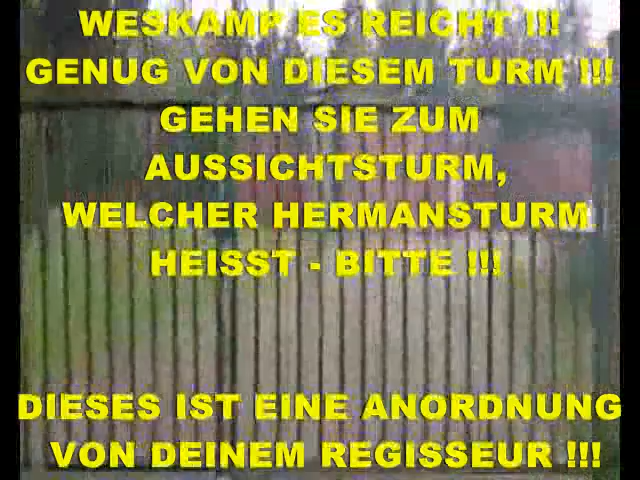 WESKAMP ES REICHT !!!
GENUG VON DIESEM TURM !!!
GEHEN SIE ZUM
AUSSICHTSTURM,
WELCHER HERMANSTURM
HEISST - BITTE !!!
DIESES IST EINE ANORDNUNG
VON DEINEM REGISSEUR !!!